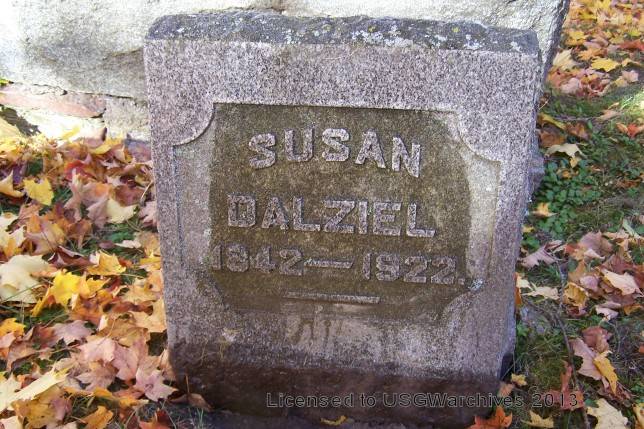 SUSAN
DALZIEL
1842—1922.
Licensed to USGWarchives 2013